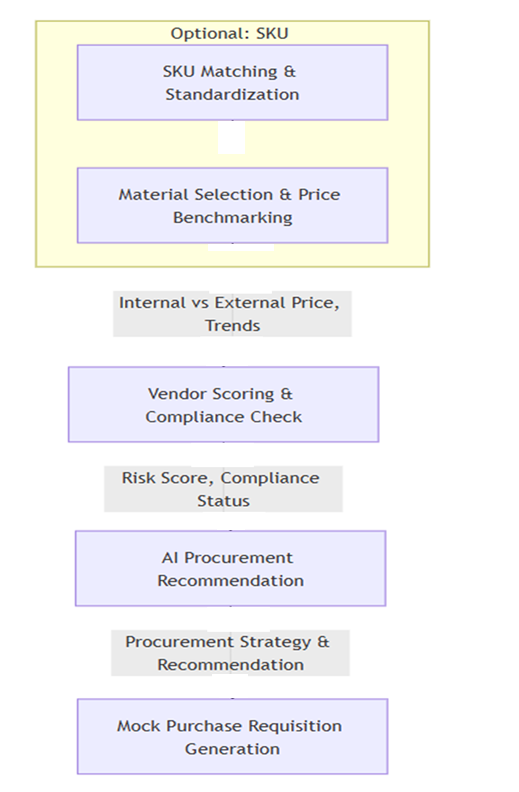 Optional: SKU
SKU Matching &
Standardization
Material Selection & Price
Benchmarking
Internal vs External Price,
Trends
Vendor Scoring &
Compliance Check
Risk Score, Compliance
Status
AI Procurement
Recommendation
Procurement Strategy &
Recommendation
Mock Purchase Requisition
Generation